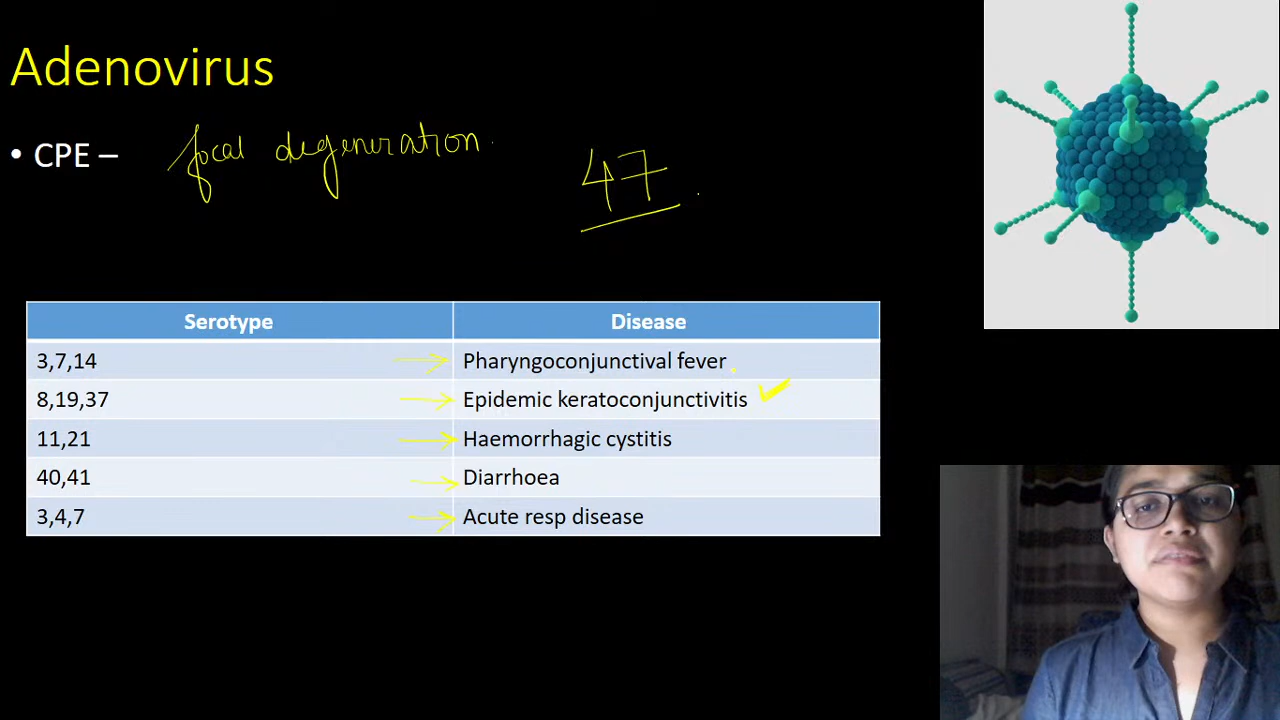 Adenovirus
• CPE – focal degeneration.
47
Serotype Disease
3,7,14 Pharyngoconjunctival fever
8,19,37 Epidemic keratoconjunctivitis
11,21 Haemorrhagic cystitis
40,41 Diarrhoea
3,4,7 Acute resp disease